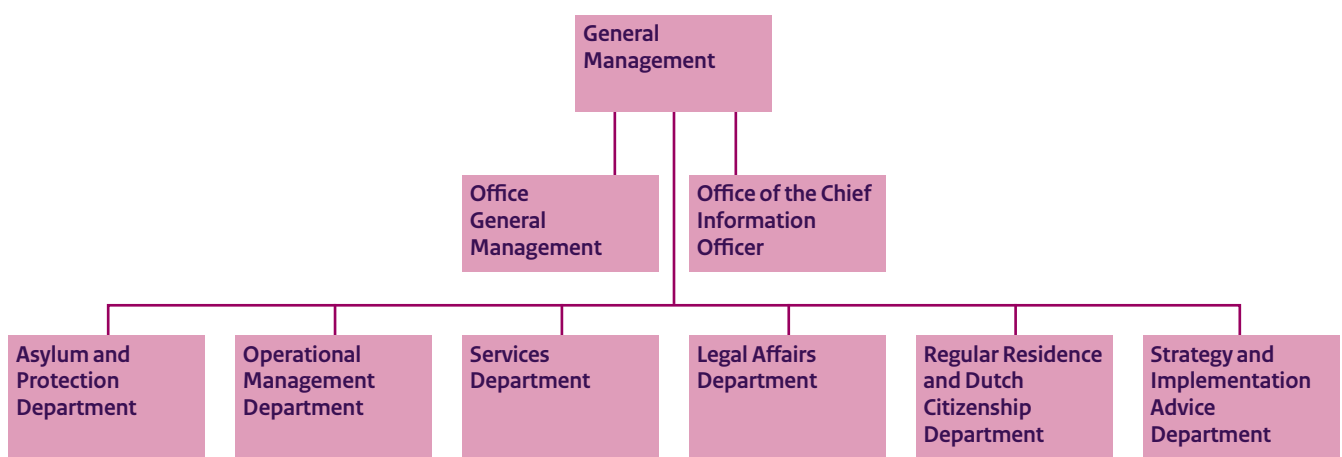 General
Management
Office
General
Management
Office of the Chief
Information
Officer
Asylum and
Protection
Department
Operational
Management
Department
Services
Department
Legal Affairs
Department
Regular Residence
and Dutch
Citizenship
Department
Strategy and
Implementation
Advice
Department